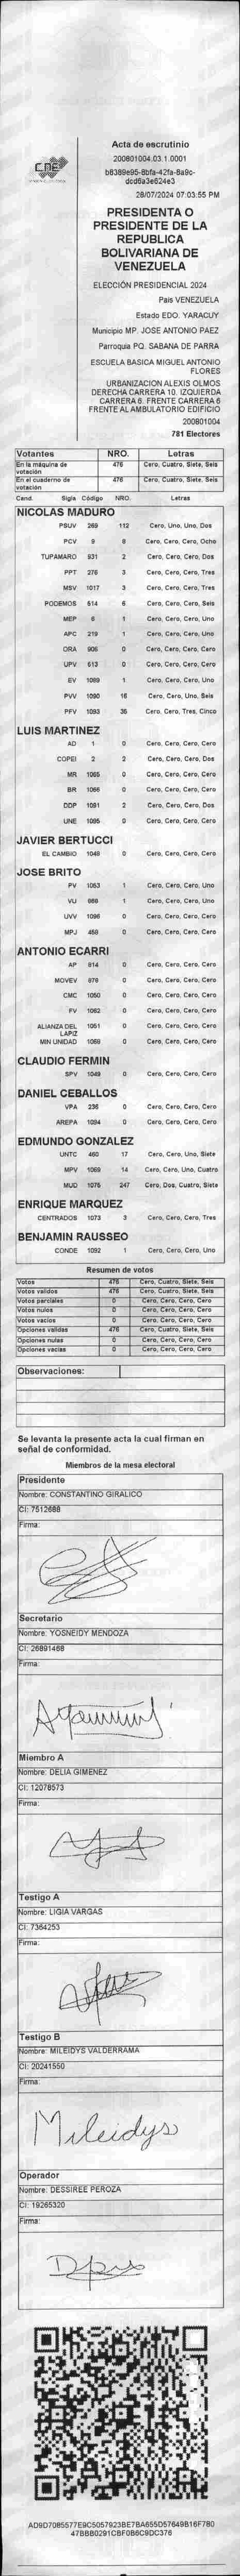 CNE
Acta de escrutinio
200801004.03.1.0001
b8389e95-8bfa-42fa-8a9c-
dcd6a3e624e3
28/07/2024 07:03:55 PM
PRESIDENTA O
PRESIDENTE DE LA
REPUBLICA
BOLIVARIANA DE
VENEZUELA
ELECCIÓN PRESIDENCIAL 2024
Pais VENEZUELA
Estado EDO. YARACUY
Municipio MP. JOSE ANTONIO PAEZ
Parroquia PQ. SABANA DE PARRA
ESCUELA BASICA MIGUEL ANTONIO
FLORES
URBANIZACION ALEXIS OLMOS
DERECHA CARRERA 10. IZQUIERDA
CARRERA 8. FRENTE CARRERA 8
FRENTE AL AMBULATORIO EDIFICIO
200801004
781 Electores
Votantes NRO. Letras
En la máquina de votación 476 Cero, Cuatro, Siete, Seis
En el cuaderno de votación 476 Cero, Cuatro, Siete, Seis
Cand. Sigla Código NRO. Letras
NICOLAS MADURO
PSUV 269 112 Cero, Uno, Uno, Dos
PCV 9 8 Cero, Cero, Cero, Ocho
TUPAMARO 931 2 Cero, Cero, Cero, Dos
PPT 276 3 Cero, Cero, Cero, Tres
MSV 1017 3 Cero, Cero, Cero, Tres
PODEMOS 514 6 Cero, Cero, Cero, Seis
MEP 6 1 Cero, Cero, Cero, Uno
APC 219 1 Cero, Cero, Cero, Uno
ORA 906 0 Cero, Cero, Cero, Cero
UPV 613 0 Cero, Cero, Cero, Cero
EV 1089 1 Cero, Cero, Cero, Uno
PVV 1090 16 Cero, Cero, Uno, Seis
PFV 1093 35 Cero, Cero, Tres, Cinco
LUIS MARTINEZ
AD 1 0 Cero, Cero, Cero, Cero
COPEI 2 2 Cero, Cero, Cero, Dos
MR 1065 0 Cero, Cero, Cero, Cero
BR 1066 0 Cero, Cero, Cero, Cero
DDP 1091 2 Cero, Cero, Cero, Dos
UNE 1095 0 Cero, Cero, Cero, Cero
JAVIER BERTUCCI
EL CAMBIO 1048 0 Cero, Cero, Cero, Cero
JOSE BRITO
PV 1053 1 Cero, Cero, Cero, Uno
VU 989 1 Cero, Cero, Cero, Uno
UVV 1096 0 Cero, Cero, Cero, Cero
MPJ 458 0 Cero, Cero, Cero, Cero
ANTONIO ECARRI
AP 814 0 Cero, Cero, Cero, Cero
MOVEV 976 0 Cero, Cero, Cero, Cero
CMC 1050 0 Cero, Cero, Cero, Cero
FV 1062 0 Cero, Cero, Cero, Cero
ALIANZA DEL LAPIZ 1051 0 Cero, Cero, Cero, Cero
MIN UNIDAD 1068 0 Cero, Cero, Cero, Cero
CLAUDIO FERMIN
SPV 1049 0 Cero, Cero, Cero, Cero
DANIEL CEBALLOS
VPA 236 0 Cero, Cero, Cero, Cero
AREPA 1094 0 Cero, Cero, Cero, Cero
EDMUNDO GONZALEZ
UNTC 460 17 Cero, Cero, Uno, Siete
MPV 1069 14 Cero, Cero, Uno, Cuatro
MUD 1075 247 Cero, Dos, Cuatro, Siete
ENRIQUE MARQUEZ
CENTRADOS 1073 3 Cero, Cero, Cero, Tres
BENJAMIN RAUSSEO
CONDE 1092 1 Cero, Cero, Cero, Uno
Resumen de votos
Votos 476 Cero, Cuatro, Siete, Seis
Votos validos 476 Cero, Cuatro, Siete, Seis
Votos parciales 0 Cero, Cero, Cero, Cero
Votos nulos 0 Cero, Cero, Cero, Cero
Votos vacios 0 Cero, Cero, Cero, Cero
Opciones validas 476 Cero, Cuatro, Siete, Seis
Opciones nulas 0 Cero, Cero, Cero, Cero
Opciones vacias 0 Cero, Cero, Cero, Cero
Observaciones:
Se levanta la presente acta la cual firman en
señal de conformidad.
Miembros de la mesa electoral
Presidente
Nombre: CONSTANTINO GIRALICO
CI: 7512688
Firma:
Secretario
Nombre: YOSNEIDY MENDOZA
CI: 26891468
Firma:
Miembro A
Nombre: DELIA GIMENEZ
CI: 12078573
Firma:
Testigo A
Nombre: LIGIA VARGAS
CI: 7364253
Firma:
Testigo B
Nombre: MILEIDYS VALDERRAMA
CI: 20241550
Firma:
Mileidys
Operador
Nombre: DESSIREE PEROZA
CI: 19265320
Firma:
AD9D7085577E9C5057923BE7BA655D57649B16F780
47BBB0291CBF0B6C9DC376